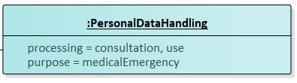 :PersonalDataHandling
processing = consultation, use
purpose = medicalEmergency